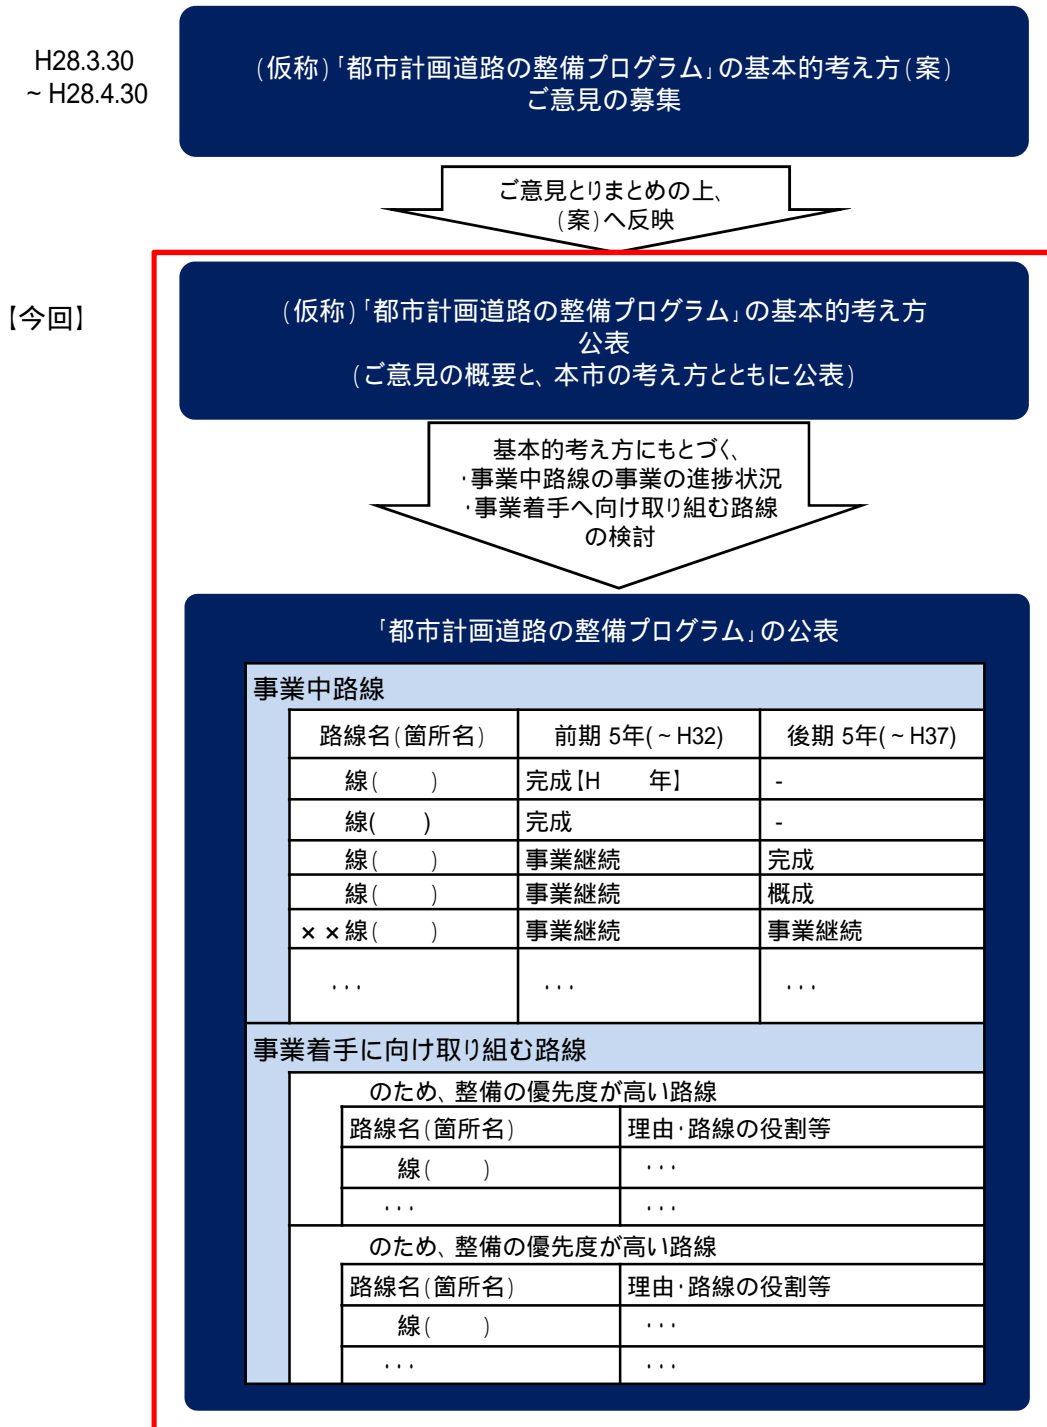 H28.3.30
~ H28.4.30
(仮称)「都市計画道路の整備プログラム」の基本的考え方(案)
ご意見の募集
ご意見とりまとめの上、
(案)へ反映
【今回】
(仮称)「都市計画道路の整備プログラム」の基本的考え方
公表
(ご意見の概要と、本市の考え方とともに公表)
基本的考え方にもとづく、
・事業中路線の事業の進捗状況
・事業着手へ向け取り組む路線
の検討
「都市計画道路の整備プログラム」の公表
事業中路線
路線名(箇所名) 前期 5年(~H32) 後期 5年(~H37)
線(　　) 完成【H　　年】 -
線(　　) 完成 -
線(　　) 事業継続 完成
線(　　) 事業継続 概成
××線(　　) 事業継続 事業継続
・・・ ・・・ ・・・
事業着手に向け取り組む路線
のため、整備の優先度が高い路線
路線名(箇所名) 理由・路線の役割等
線(　　) ・・・
・・・ ・・・
のため、整備の優先度が高い路線
路線名(箇所名) 理由・路線の役割等
線(　　) ・・・
・・・ ・・・